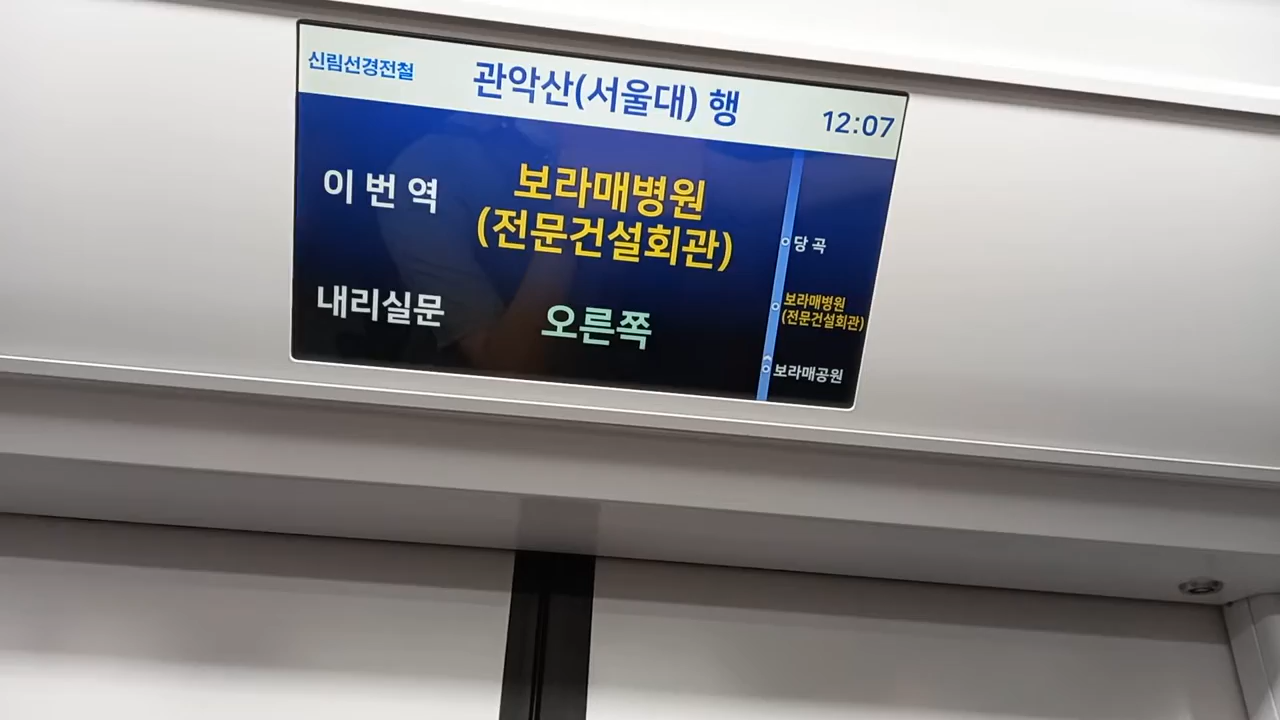 신림선경전철
관악산(서울대) 행
12:07
이 번 역
보라매병원
(전문건설회관)
내리실문
오른쪽
당 곡
보라매병원
(전문건설회관)
보라매공원